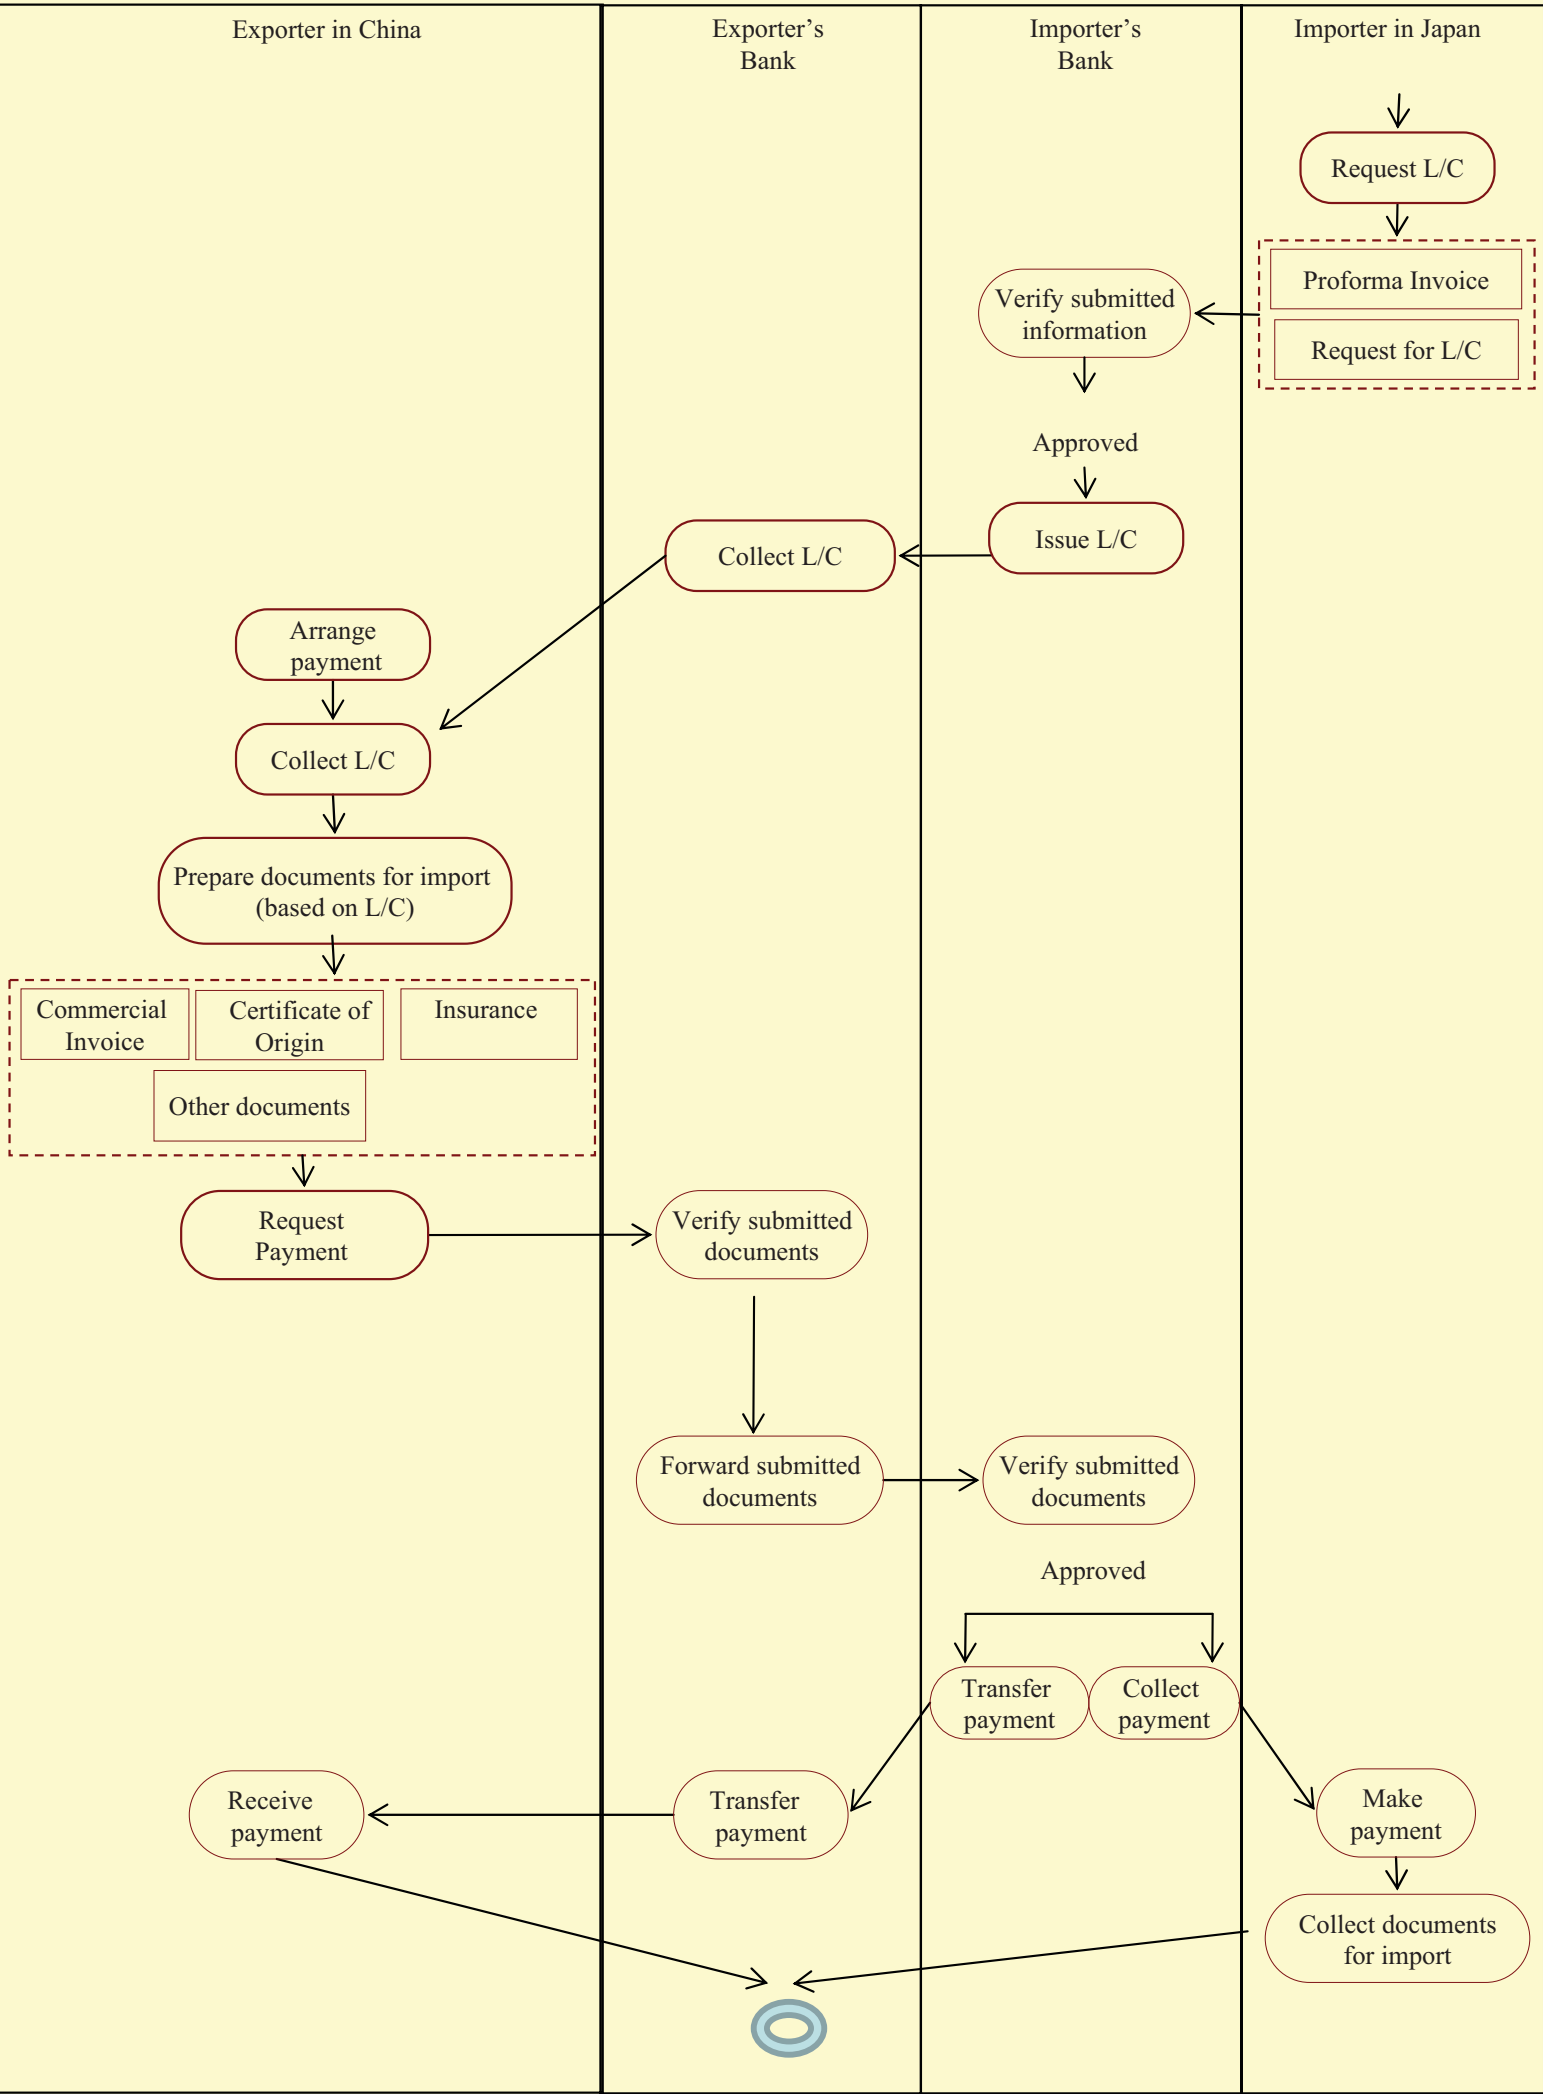 Exporter in China
Exporter’s
Bank
Importer’s
Bank
Importer in Japan
Request L/C
Proforma Invoice
Request for L/C
Verify submitted
information
Approved
Issue L/C
Collect L/C
Arrange
payment
Collect L/C
Prepare documents for import
(based on L/C)
Commercial
Invoice
Certificate of
Origin
Insurance
Other documents
Request
Payment
Verify submitted
documents
Forward submitted
documents
Verify submitted
documents
Approved
Transfer
payment
Collect
payment
Receive
payment
Transfer
payment
Make
payment
Collect documents
for import